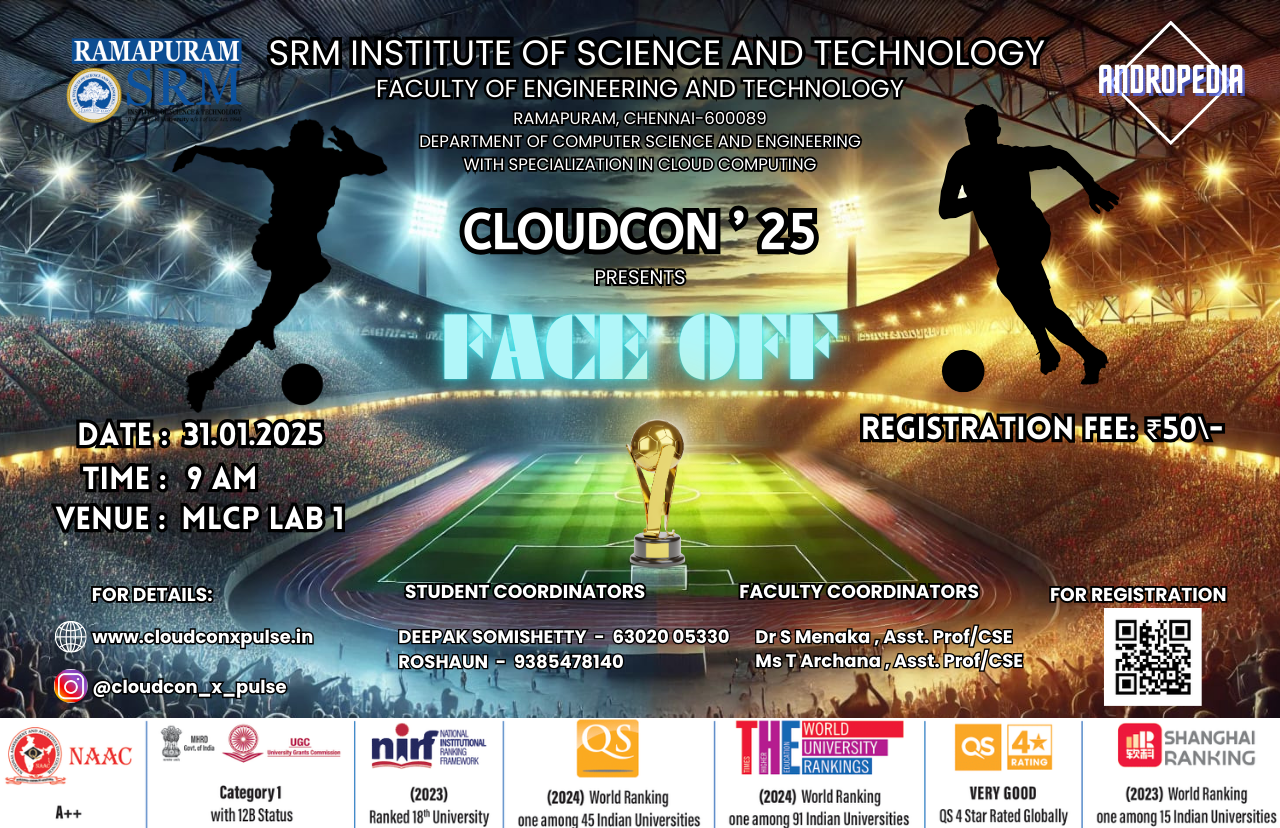 RAMAPURAM
SRM
SRM INSTITUTE OF SCIENCE AND TECHNOLOGY
FACULTY OF ENGINEERING AND TECHNOLOGY
RAMAPURAM, CHENNAI-600089
DEPARTMENT OF COMPUTER SCIENCE AND ENGINEERING
WITH SPECIALIZATION IN CLOUD COMPUTING
ANDROPEDIA
CLOUDCON ' 25
PRESENTS
FACE OFF
DATE : 31.01.2025
TIME : 9 AM
VENUE : MLCP LAB 1
REGISTRATION FEE: ₹50\-
FOR DETAILS:
www.cloudconxpulse.in
@cloudcon_x_pulse
STUDENT COORDINATORS
DEEPAK SOMISHETTY - 63020 05330
ROSHAUN - 9385478140
FACULTY COORDINATORS
Dr S Menaka , Asst. Prof/CSE
Ms T Archana , Asst. Prof/CSE
FOR REGISTRATION
NAAC
A++
MHRD
Govt. of India
UGC
University Grants Commission
Category 1
with 12B Status
nirf
NATIONAL
INSTITUTIONAL
RANKING
FRAMEWORK
(2023)
Ranked 18th University
QS
(2024) World Ranking
one among 45 Indian Universities
THE
TIMES
HIGHER
EDUCATION
WORLD
UNIVERSITY
RANKINGS
(2024) World Ranking
one among 91 Indian Universities
QS
4★
RATING
VERY GOOD
QS 4 Star Rated Globally
软科
SHANGHAI
RANKING
(2023) World Ranking
one among 15 Indian Universities